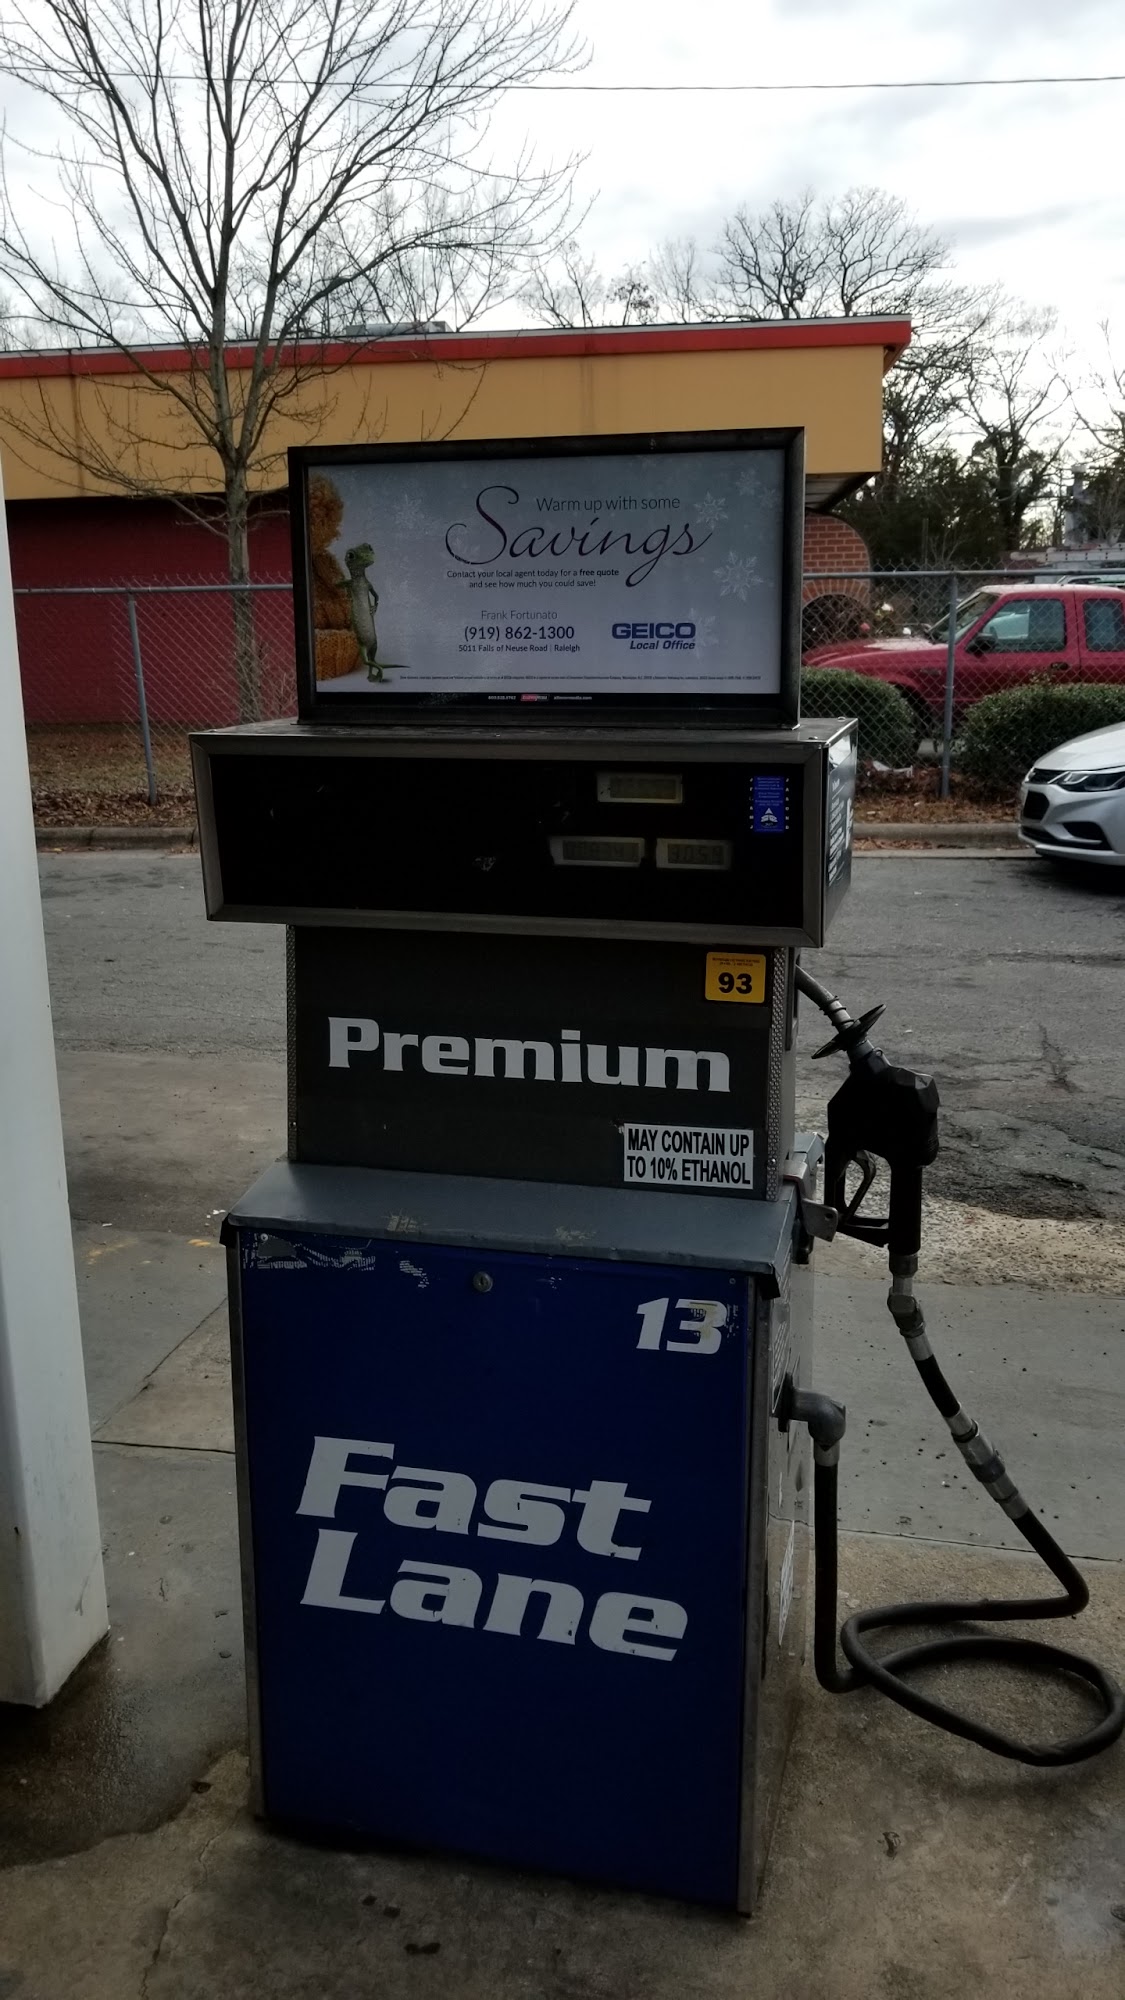 Warm up with some
Savings
Contact your local agent today for a free quote
and see how much you could save!
Frank Fortunato
(919) 862-1300
5011 Falls of Neuse Road | Raleigh
GEICO
Local Office
93
Premium
MAY CONTAIN UP
TO 10% ETHANOL
13
Fast
Lane